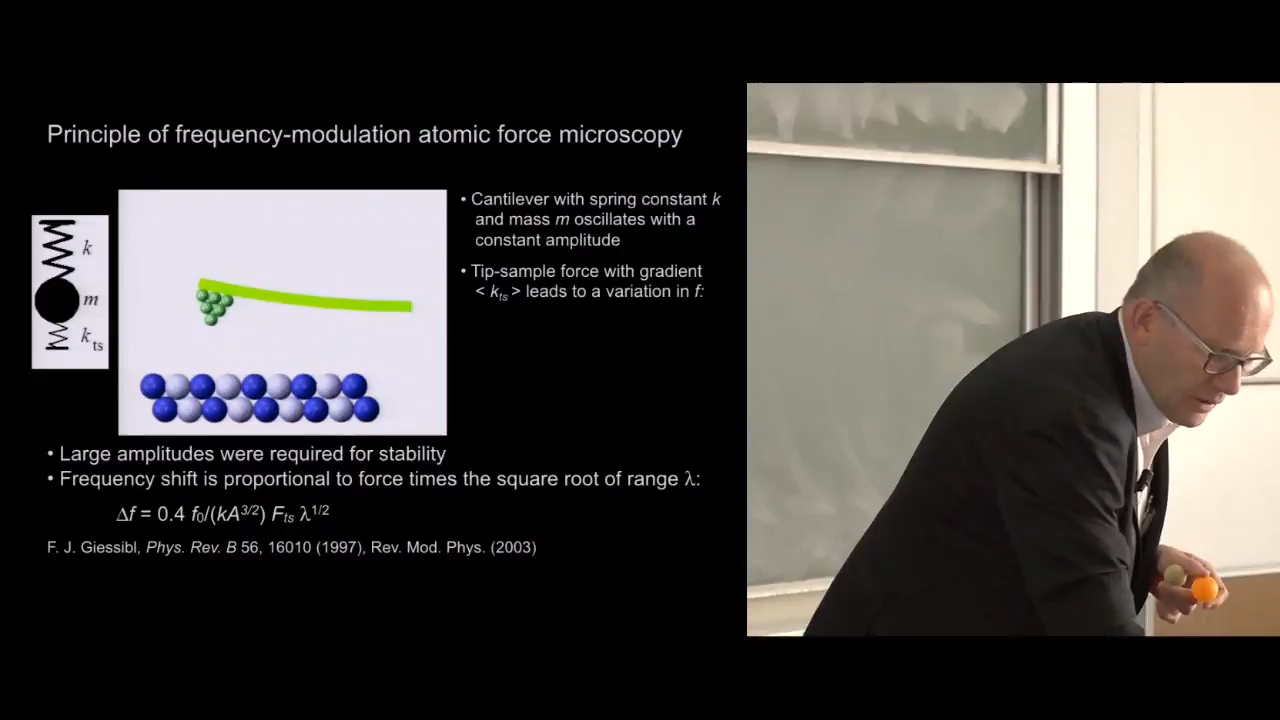 Principle of frequency-modulation atomic force microscopy
k
m
kts
• Cantilever with spring constant k
and mass m oscillates with a
constant amplitude
• Tip-sample force with gradient
< kts > leads to a variation in f:
• Large amplitudes were required for stability
• Frequency shift is proportional to force times the square root of range λ:
Δf = 0.4 f0/(kA3/2) Fts λ1/2
F. J. Giessibl, Phys. Rev. B 56, 16010 (1997), Rev. Mod. Phys. (2003)